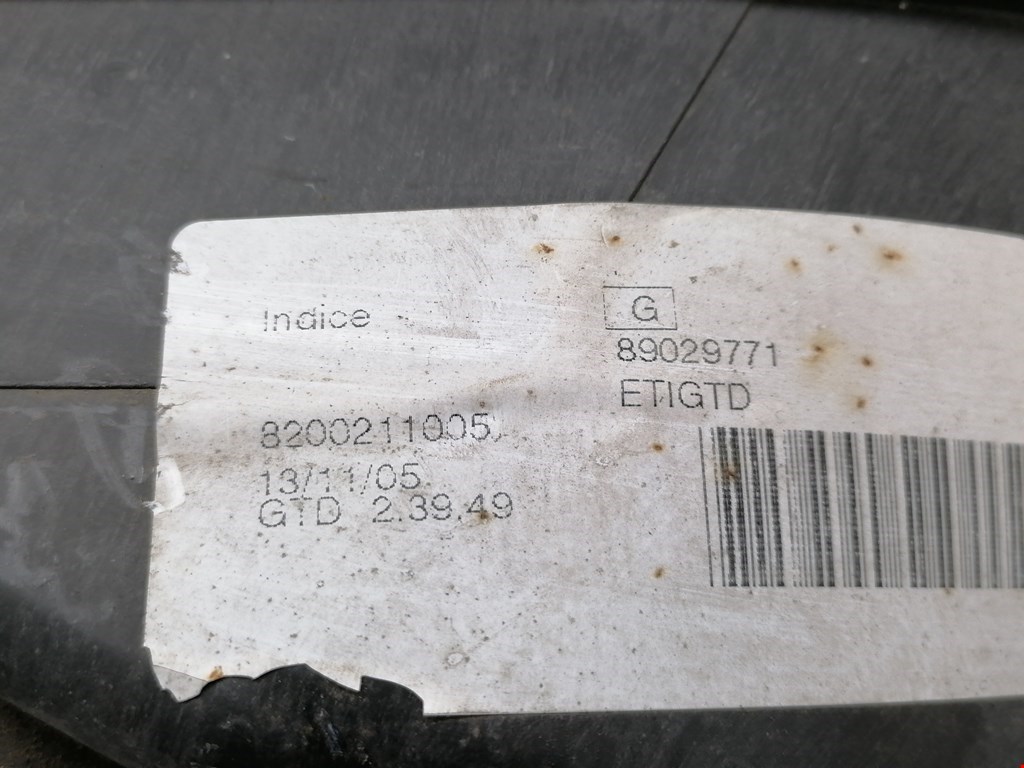 Indice
G
89029771
ETIGTD
8200211005
13/11/05
GTD 2.39.49